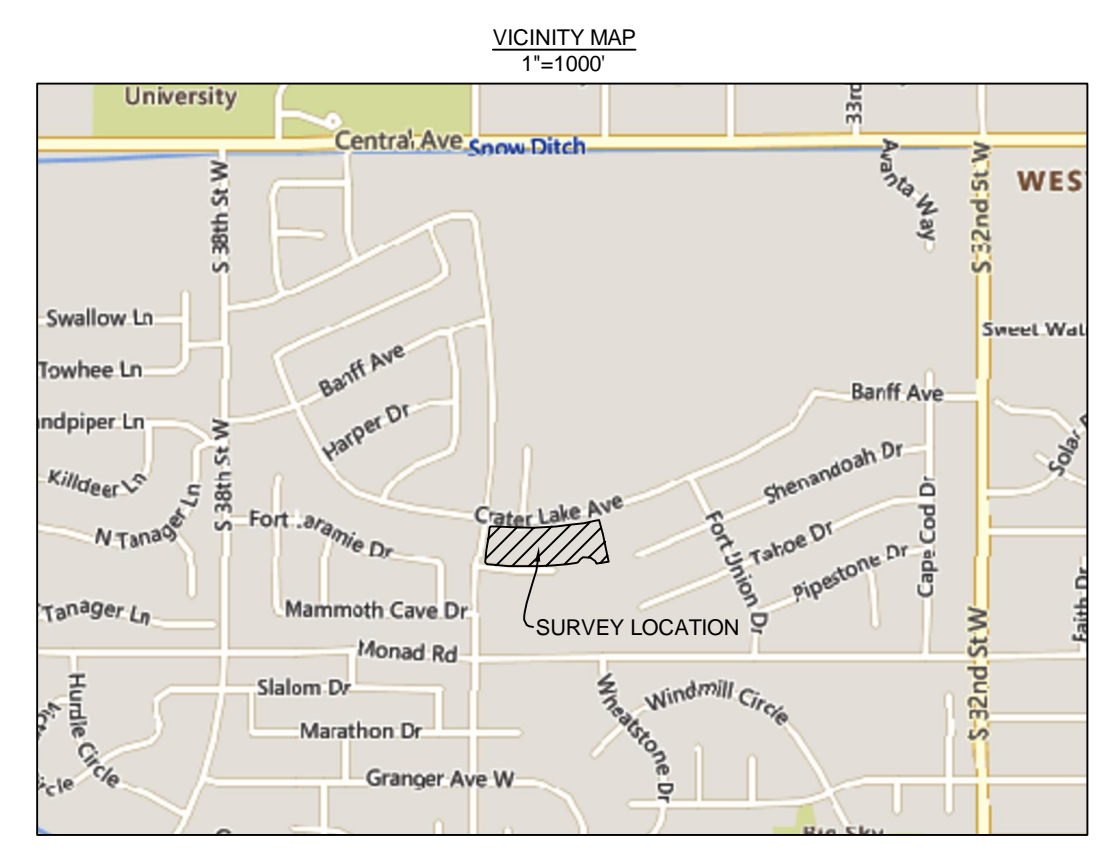 VICINITY MAP
1"=1000'
University
33rd
Central Ave
Snow Ditch
Avanta Way
S 38th St W
S 32nd St W
WES
Swallow Ln
Sweet Wat
Towhee Ln
Banff Ave
Banff Ave
ndpiper Ln
Harper Dr
Solar
Killdeer Ln
S 38th St W
Shenandoah Dr
Crater Lake Ave
N Tanager Ln
Fort Laramie Dr
Fort Union Dr
Tahoe Dr
Cape Cod Dr
Pipestone Dr
Tanager Ln
Mammoth Cave Dr
SURVEY LOCATION
Faith Dr
Monad Rd
S 32nd St W
Hurdle Circle
Slalom Dr
Wheatstone Dr
Windmill Circle
Marathon Dr
Granger Ave W
ircle
Big Sky